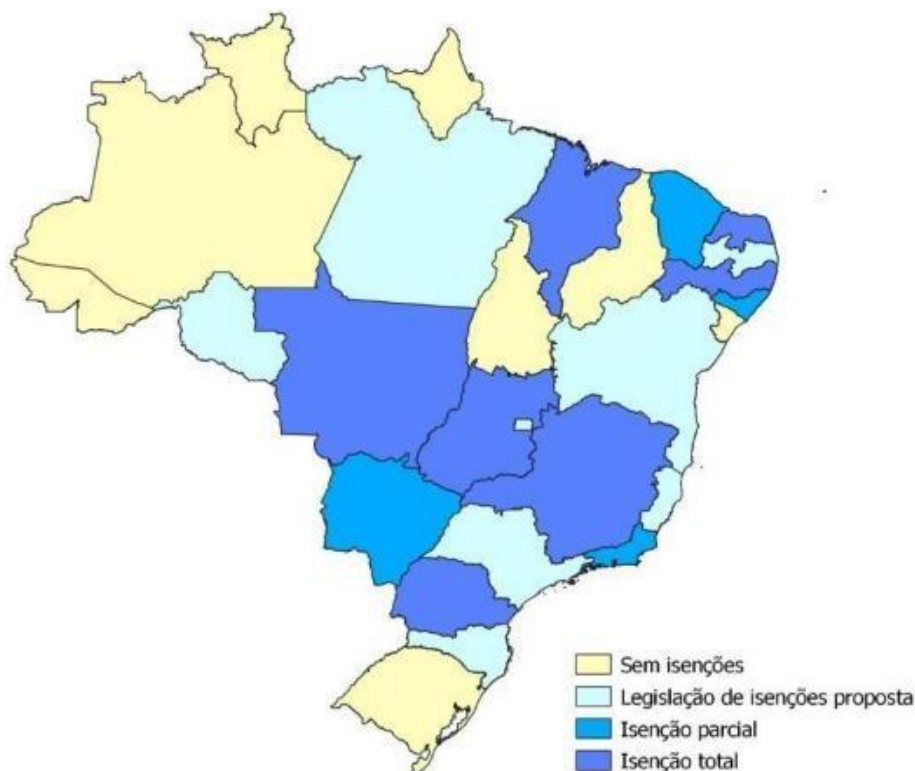 Sem isenções
Legislação de isenções proposta
Isenção parcial
Isenção total